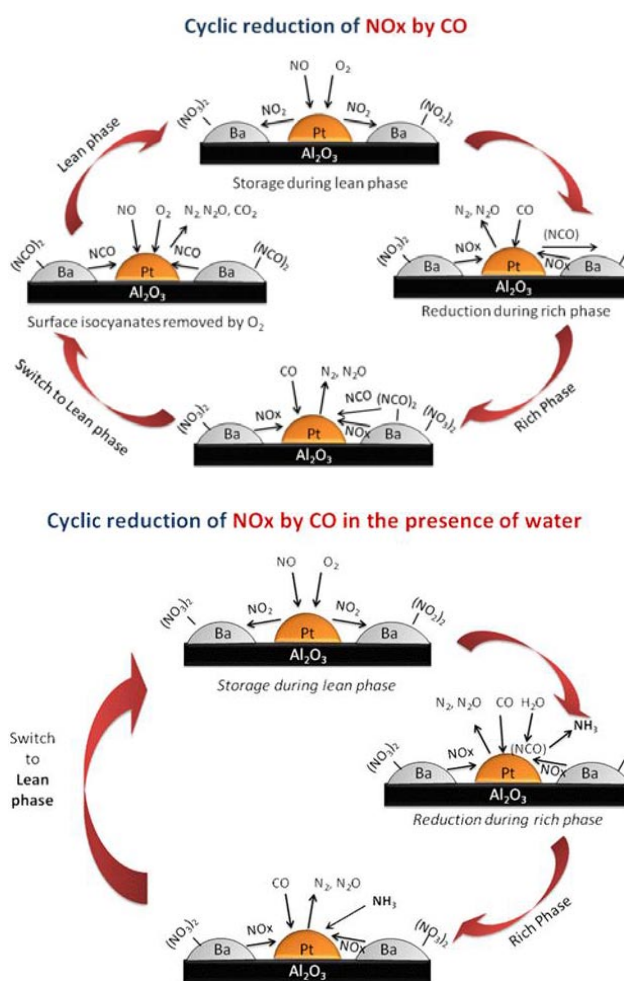 Cyclic reduction of NOx by CO
NO O₂
(NO₃)₂ NO₂ NO₂ (NO₂)₂
Ba Pt Ba
Al₂O₃
Storage during lean phase
Lean phase
NO O₂ N₂, N₂O, CO₂
(NCO)₂ NCO NCO (NCO)₂
Ba Pt Ba
Al₂O₃
Surface isocyanates removed by O₂
N₂, N₂O CO
(NO₃)₂ NOx (NCO) NOx
Ba Pt Ba
Al₂O₃
Reduction during rich phase
Switch to Lean phase
CO N₂, N₂O
(NO₃)₂ NOx NCO (NCO)₂ NOx (NO₃)₂
Ba Pt Ba
Al₂O₃
Rich Phase
Cyclic reduction of NOx by CO in the presence of water
NO O₂
(NO₃)₂ NO₂ NO₂ (NO₂)₂
Ba Pt Ba
Al₂O₃
Storage during lean phase
Switch
to
Lean
phase
N₂, N₂O CO H₂O
NH₃
(NO₃)₂ NOx (NCO) NOx
Ba Pt Ba
Al₂O₃
Reduction during rich phase
CO N₂, N₂O
NH₃
(NO₃)₂ NOx NOx (NO₃)₂
Ba Pt Ba
Al₂O₃
Rich Phase